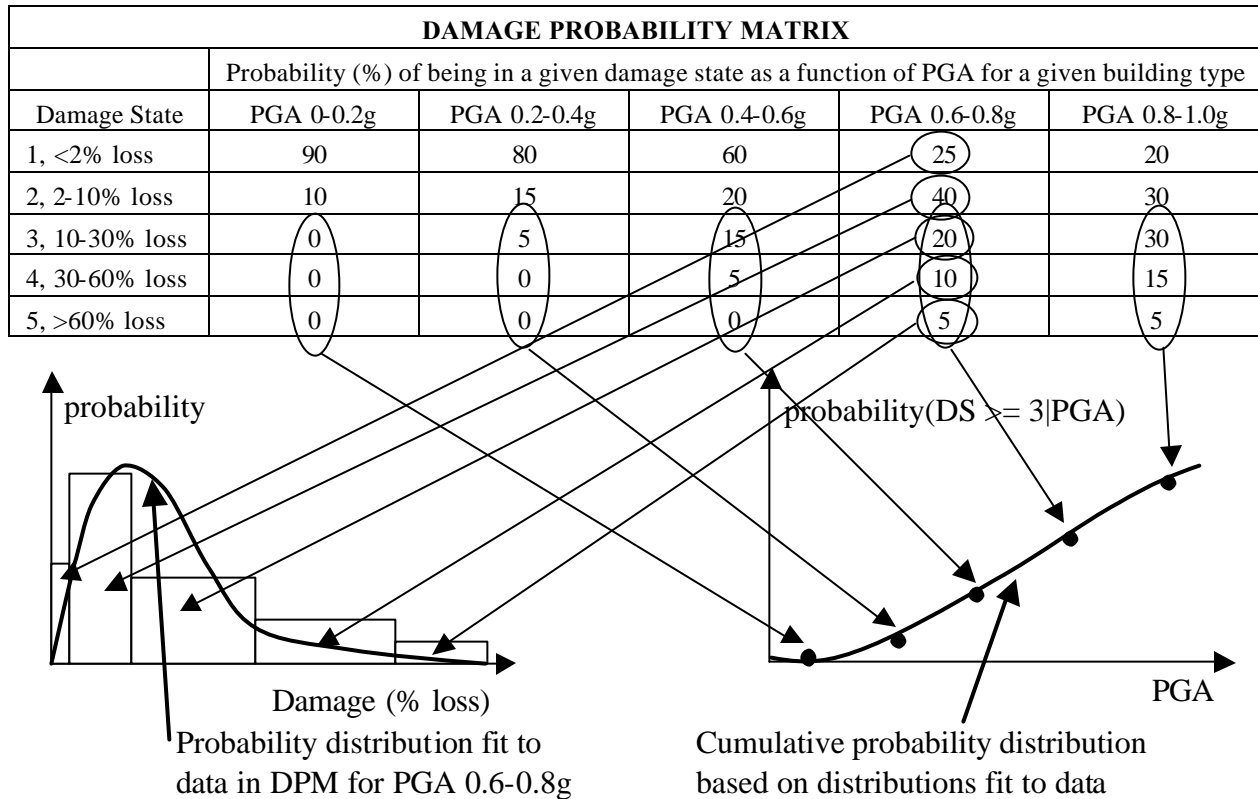 DAMAGE PROBABILITY MATRIX
Probability (%) of being in a given damage state as a function of PGA for a given building type
Damage State PGA 0-0.2g PGA 0.2-0.4g PGA 0.4-0.6g PGA 0.6-0.8g PGA 0.8-1.0g
1, <2% loss 90 80 60 25 20
2, 2-10% loss 10 15 20 40 30
3, 10-30% loss 0 5 15 20 30
4, 30-60% loss 0 0 5 10 15
5, >60% loss 0 0 0 5 5
probability
probability(DS >= 3|PGA)
Damage (% loss)
PGA
Probability distribution fit to
data in DPM for PGA 0.6-0.8g
Cumulative probability distribution
based on distributions fit to data